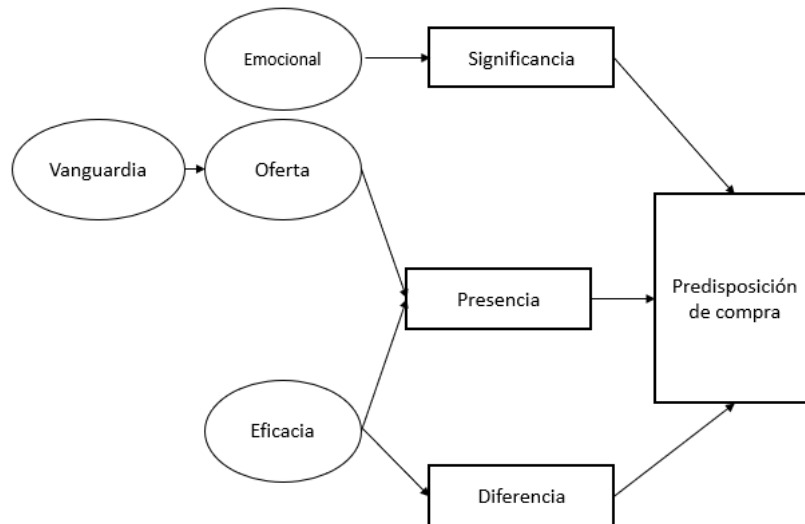 Emocional
Significancia
Vanguardia
Oferta
Presencia
Predisposición
de compra
Eficacia
Diferencia